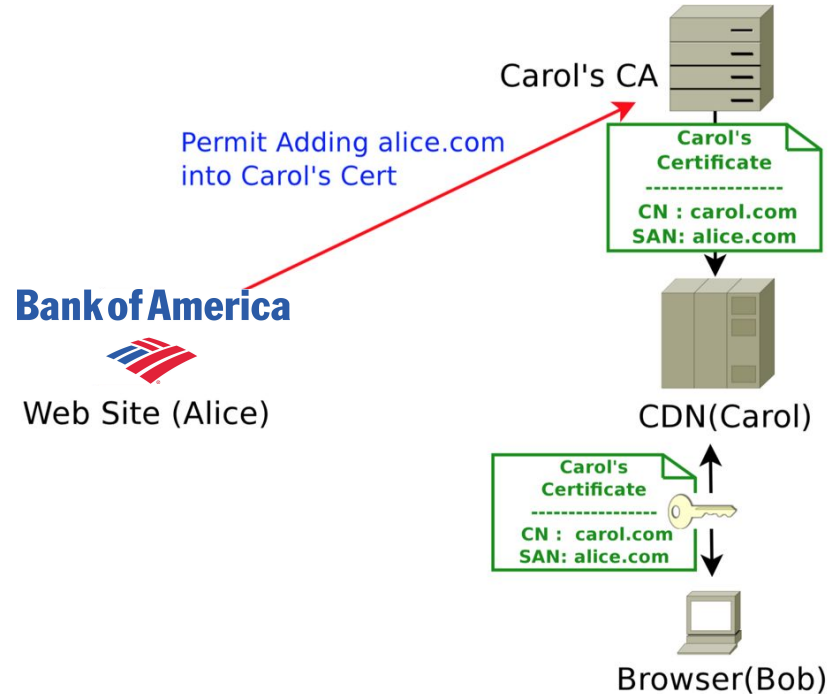 Carol's CA
Permit Adding alice.com
into Carol's Cert
Carol's
Certificate
-----------------
CN : carol.com
SAN: alice.com
Bank of America
Web Site (Alice)
CDN(Carol)
Carol's
Certificate
-----------------
CN : carol.com
SAN: alice.com
Browser(Bob)